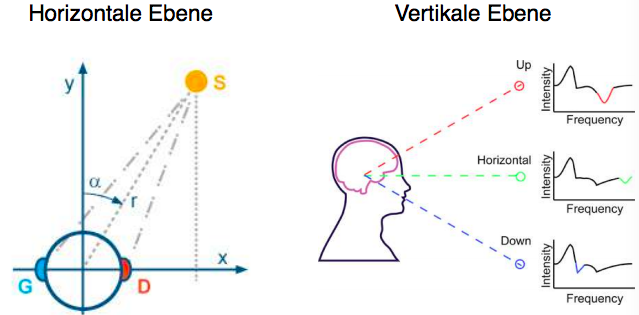 Horizontale Ebene
Vertikale Ebene
y
S
α
r
x
G
D
Up
Intensity
Frequency
Horizontal
Intensity
Frequency
Down
Intensity
Frequency